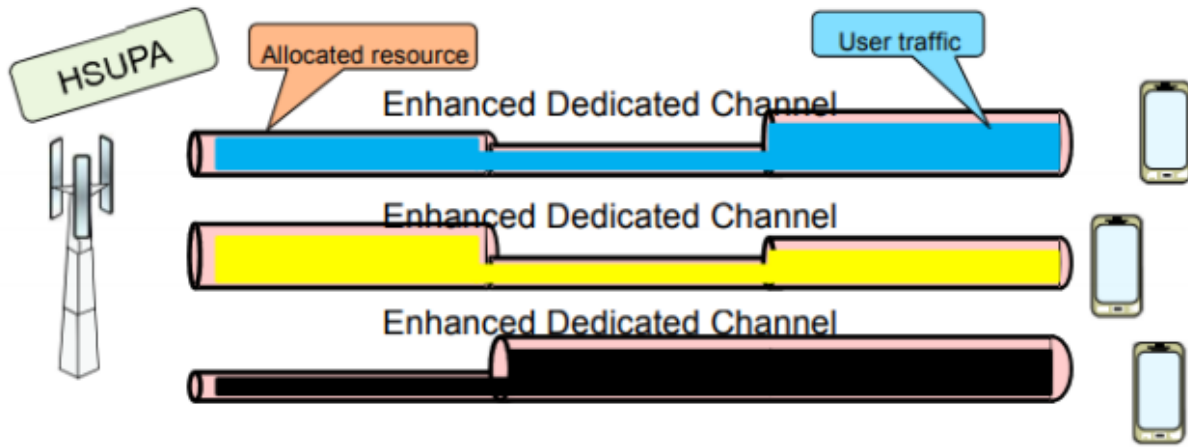 HSUPA
Allocated resource
User traffic
Enhanced Dedicated Channel
Enhanced Dedicated Channel
Enhanced Dedicated Channel